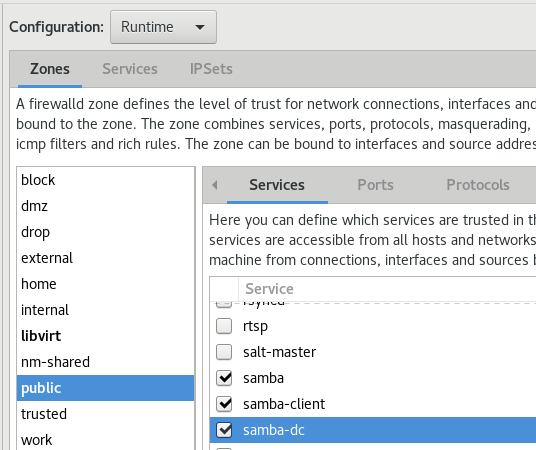 Configuration: Runtime
Zones Services IPSets
A firewalld zone defines the level of trust for network connections, interfaces and
bound to the zone. The zone combines services, ports, protocols, masquerading,
icmp filters and rich rules. The zone can be bound to interfaces and source addre
block
dmz
drop
external
home
internal
libvirt
nm-shared
public
trusted
work
Services Ports Protocols
Here you can define which services are trusted in th
services are accessible from all hosts and networks
machine from connections, interfaces and sources b
Service
rsyncd
rtsp
salt-master
samba
samba-client
samba-dc